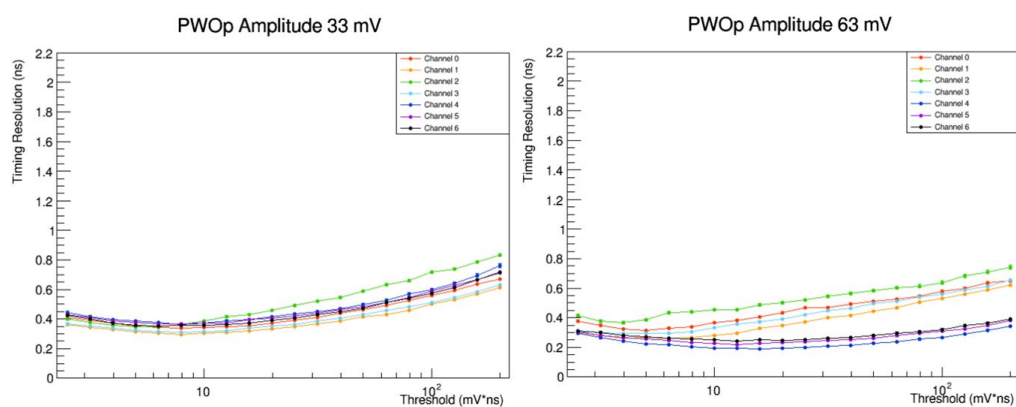 PWOp Amplitude 33 mV
Timing Resolution (ns)
2.2
2
1.8
1.6
1.4
1.2
1
0.8
0.6
0.4
0.2
0
Channel 0
Channel 1
Channel 2
Channel 3
Channel 4
Channel 5
Channel 6
10
10²
Threshold (mV*ns)
PWOp Amplitude 63 mV
Timing Resolution (ns)
2.2
2
1.8
1.6
1.4
1.2
1
0.8
0.6
0.4
0.2
0
Channel 0
Channel 1
Channel 2
Channel 3
Channel 4
Channel 5
Channel 6
10
10²
Threshold (mV*ns)